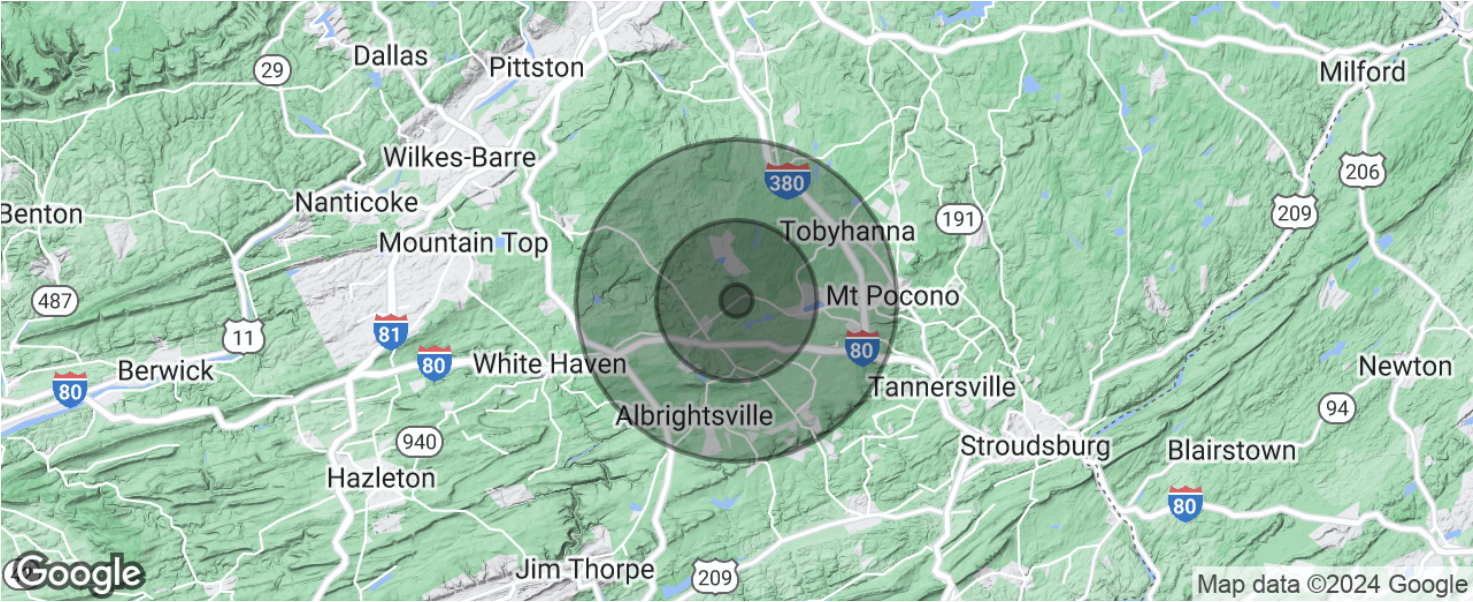 Dallas
29
Pittston
Milford
Wilkes-Barre
206
380
Nanticoke
Benton
209
191
Tobyhanna
Mountain Top
487
Mt Pocono
11
81
80
80
White Haven
Berwick
80
Newton
Tannersville
94
Albrightsville
940
Stroudsburg
Blairstown
Hazleton
80
Jim Thorpe
209
Google
Map data ©2024 Google